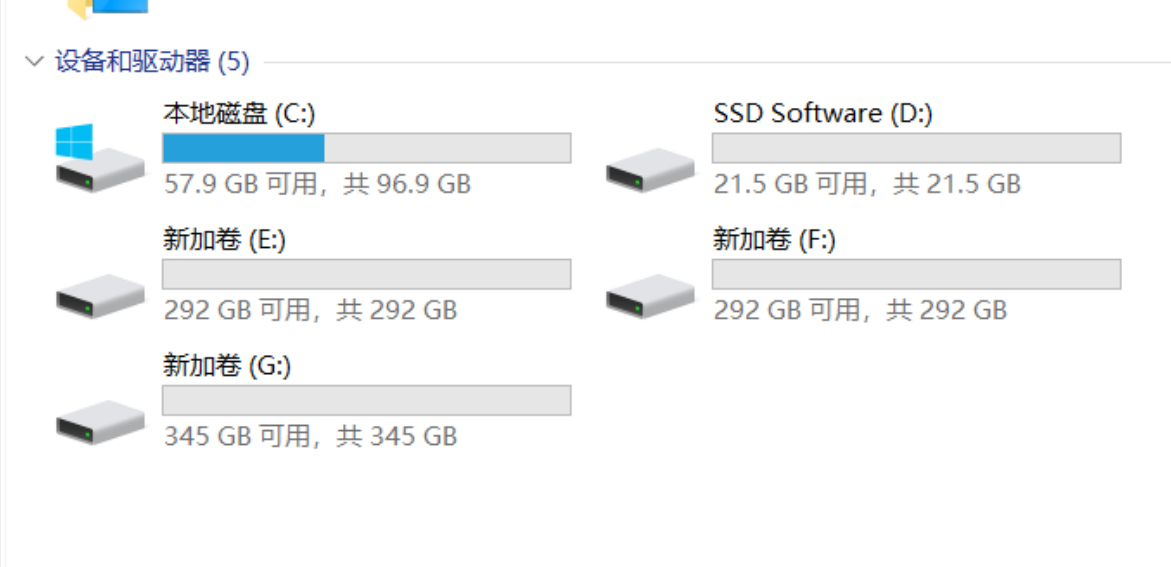 设备和驱动器 (5)
本地磁盘 (C:)
57.9 GB 可用，共 96.9 GB
SSD Software (D:)
21.5 GB 可用，共 21.5 GB
新加卷 (E:)
292 GB 可用，共 292 GB
新加卷 (F:)
292 GB 可用，共 292 GB
新加卷 (G:)
345 GB 可用，共 345 GB